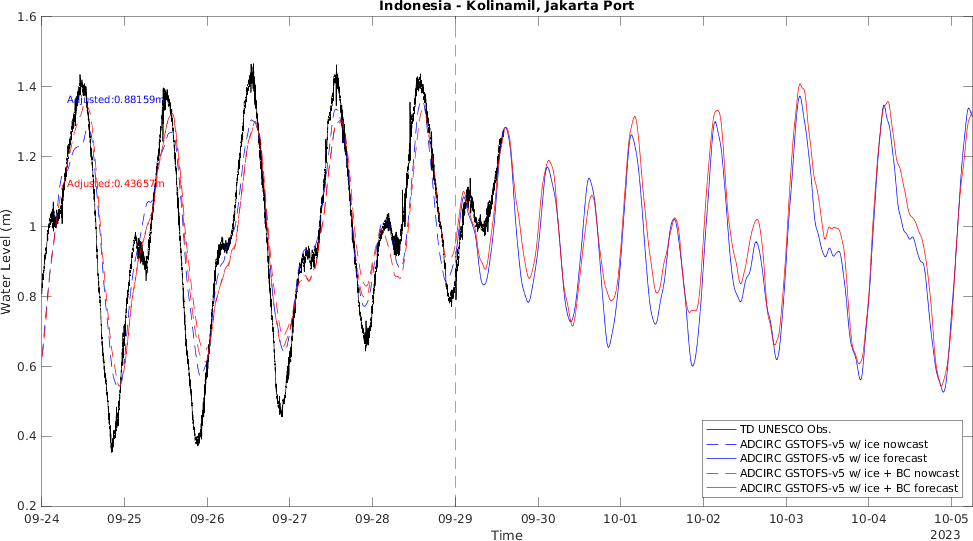 Indonesia - Kolinamil, Jakarta Port
1.6
1.4
1.2
1
0.8
0.6
0.4
0.2
Water Level (m)
Adjusted:0.88159m
Adjusted:0.43657m
TD UNESCO Obs.
ADCIRC GSTOFS-v5 w/ ice nowcast
ADCIRC GSTOFS-v5 w/ ice forecast
ADCIRC GSTOFS-v5 w/ ice + BC nowcast
ADCIRC GSTOFS-v5 w/ ice + BC forecast
09-24 09-25 09-26 09-27 09-28 09-29 09-30 10-01 10-02 10-03 10-04 10-05
Time
2023